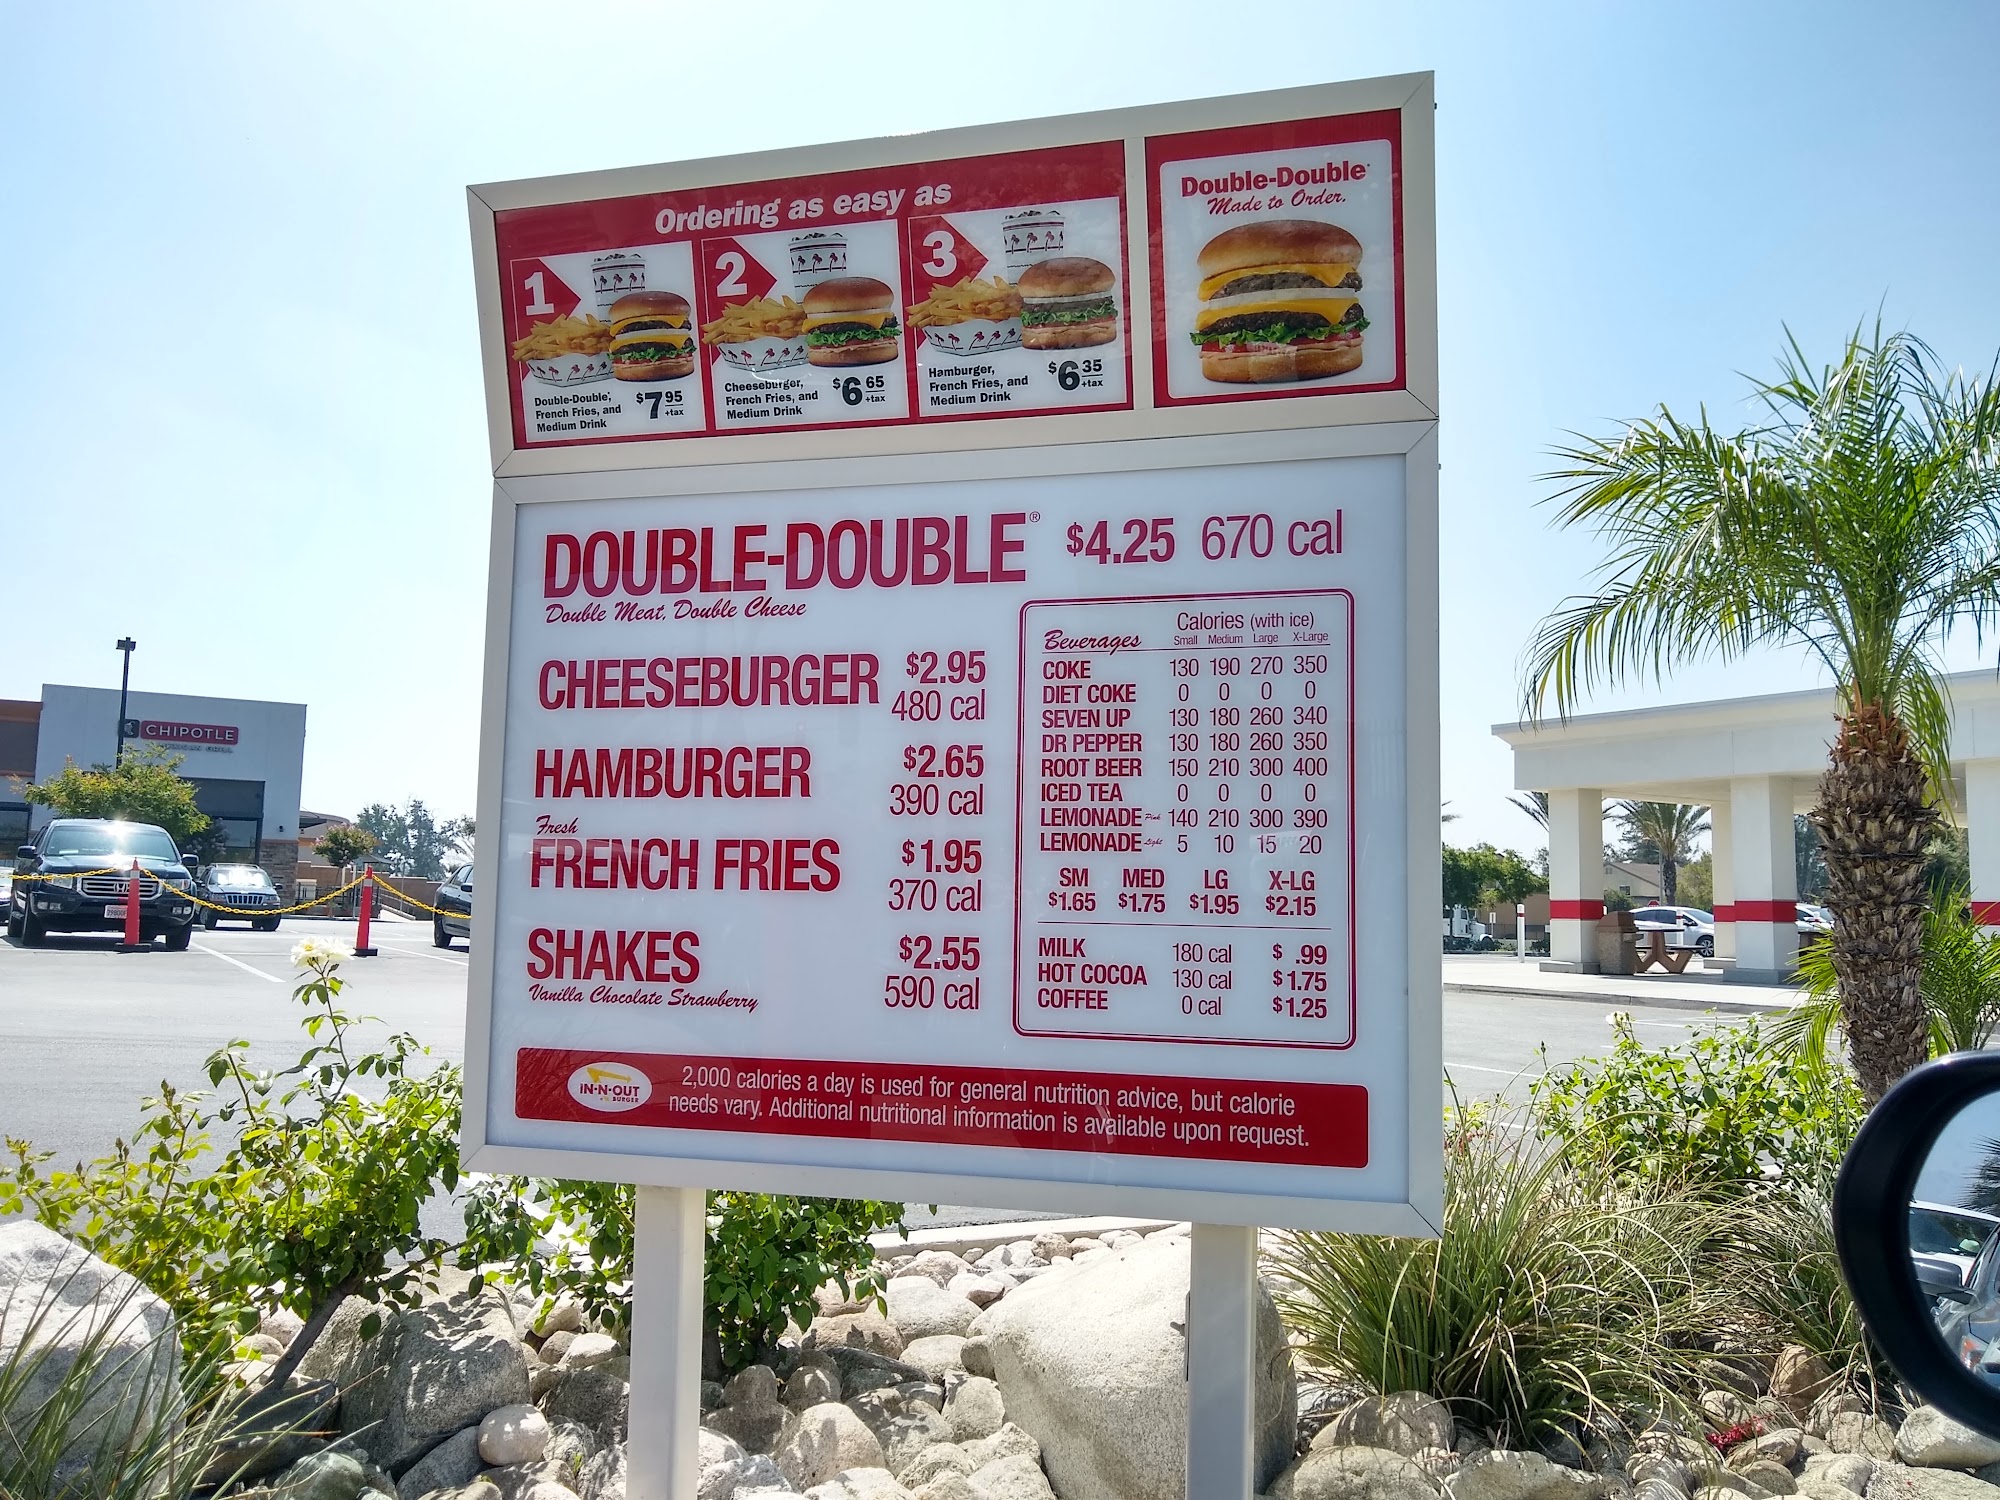 Ordering as easy as
1
Double-Double,
French Fries, and
Medium Drink
$7 95
+tax
2
Cheeseburger,
French Fries, and
Medium Drink
$6 65
+tax
3
Hamburger,
French Fries, and
Medium Drink
$6 35
+tax
Double-Double®
Made to Order.
DOUBLE-DOUBLE® $4.25 670 cal
Double Meat, Double Cheese
CHEESEBURGER $2.95
480 cal
HAMBURGER $2.65
390 cal
Fresh
FRENCH FRIES $1.95
370 cal
SHAKES $2.55
Vanilla Chocolate Strawberry 590 cal
Calories (with ice)
Beverages Small Medium Large X-Large
COKE 130 190 270 350
DIET COKE 0 0 0 0
SEVEN UP 130 180 260 340
DR PEPPER 130 180 260 350
ROOT BEER 150 210 300 400
ICED TEA 0 0 0 0
LEMONADE Pink 140 210 300 390
LEMONADE Light 5 10 15 20
SM MED LG X-LG
$1.65 $1.75 $1.95 $2.15
MILK 180 cal $ .99
HOT COCOA 130 cal $1.75
COFFEE 0 cal $1.25
IN-N-OUT
BURGER
2,000 calories a day is used for general nutrition advice, but calorie
needs vary. Additional nutritional information is available upon request.
CHIPOTLE
MEXICAN GRILL